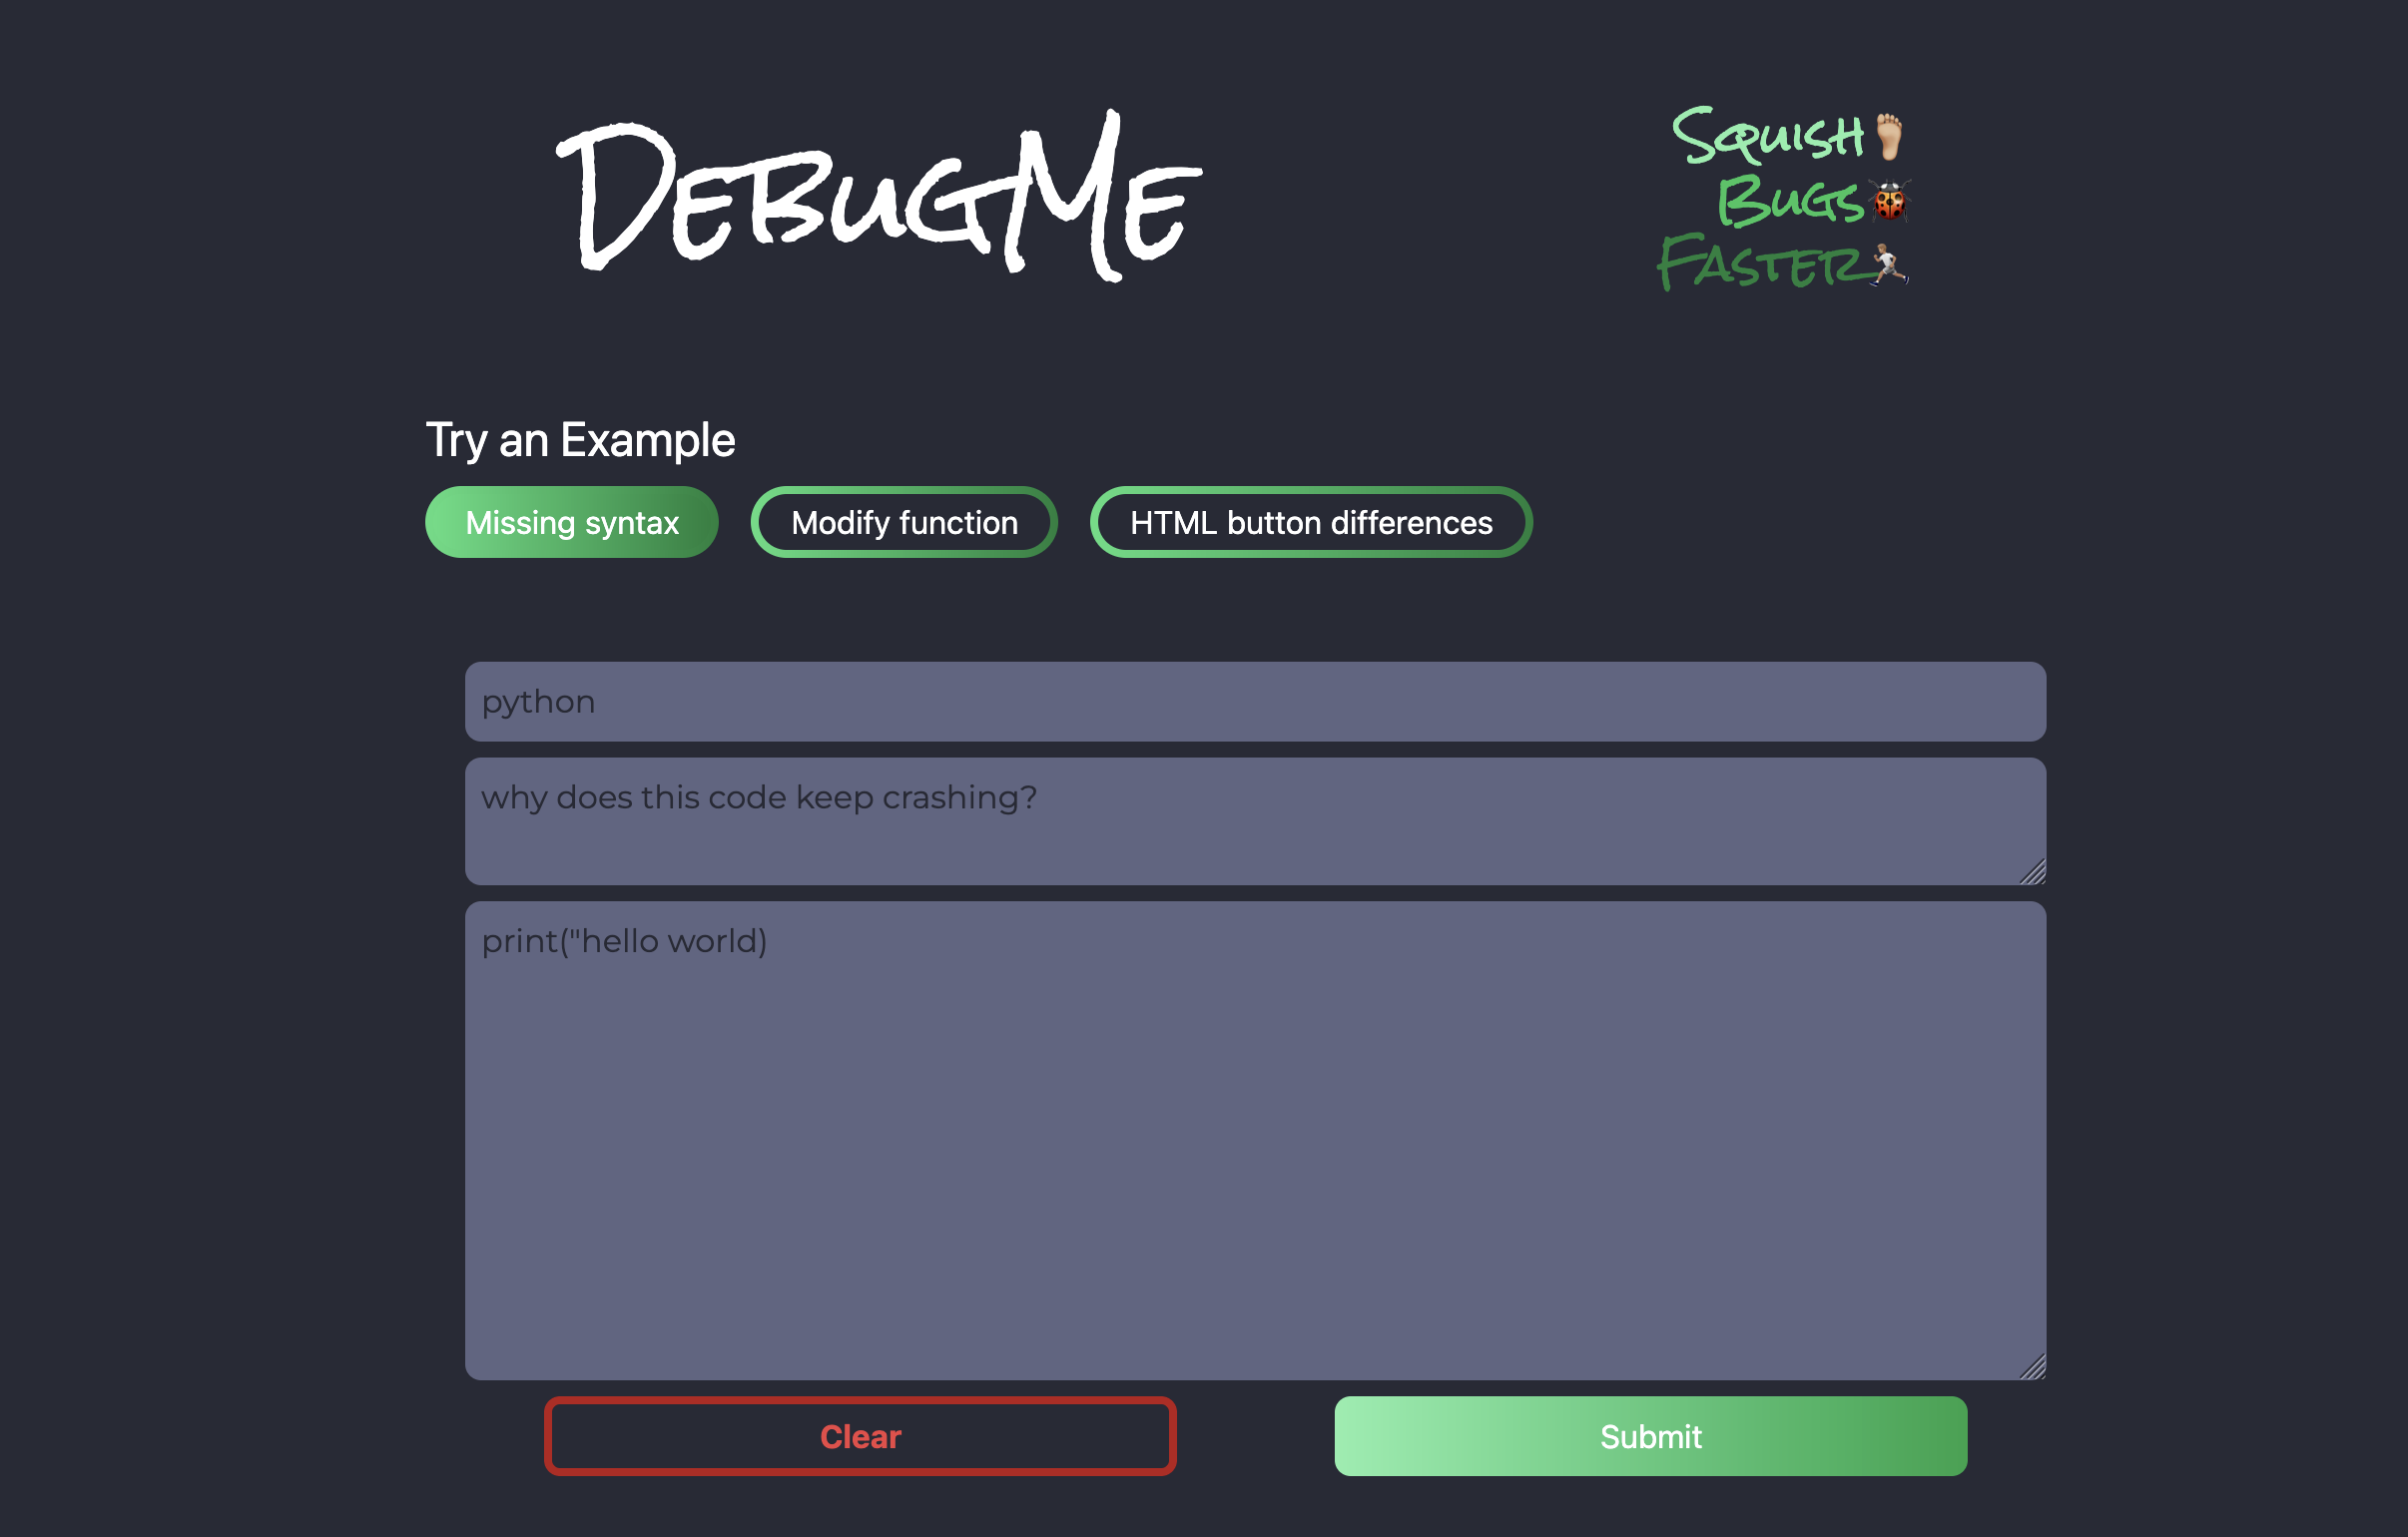 DebugMe
Squish🦶🏼
Bugs🐞
Faster🏃🏽
Try an Example
Missing syntax
Modify function
HTML button differences
python
why does this code keep crashing?
print("hello world)
Clear
Submit